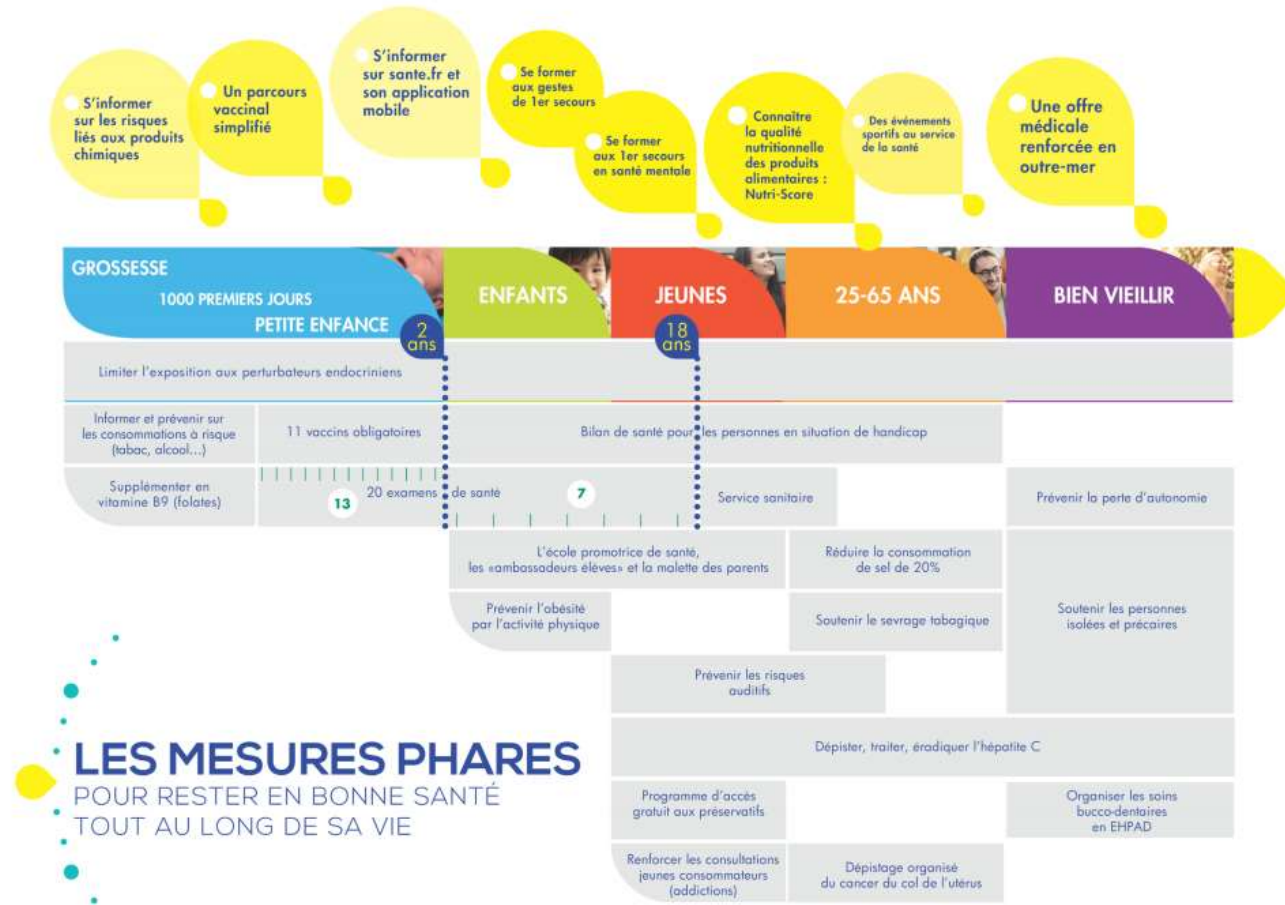 S'informer
sur les risques
liés aux produits
chimiques
Un parcours
vaccinal
simplifié
S'informer
sur sante.fr et
son application
mobile
Se former
aux gestes
de 1er secours
Se former
aux 1er secours
en santé mentale
Connaître
la qualité
nutritionnelle
des produits
alimentaires :
Nutri-Score
Des événements
sportifs au service
de la santé
Une offre
médicale
renforcée en
outre-mer
GROSSESSE
1000 PREMIERS JOURS
PETITE ENFANCE
2
ans
ENFANTS
JEUNES
18
ans
25-65 ANS
BIEN VIEILLIR
Limiter l'exposition aux perturbateurs endocriniens
Informer et prévenir sur
les consommations à risque
(tabac, alcool...)
11 vaccins obligatoires
Bilan de santé pour les personnes en situation de handicap
Supplémenter en
vitamine B9 (folates)
13
20 examens de santé
7
Service sanitaire
Prévenir la perte d'autonomie
L'école promotrice de santé,
les «ambassadeurs élèves» et la malette des parents
Réduire la consommation
de sel de 20%
Prévenir l'obésité
par l'activité physique
Soutenir le sevrage tabagique
Soutenir les personnes
isolées et précaires
Prévenir les risques
auditifs
Dépister, traiter, éradiquer l'hépatite C
LES MESURES PHARES
POUR RESTER EN BONNE SANTÉ
TOUT AU LONG DE SA VIE
Programme d'accès
gratuit aux préservatifs
Organiser les soins
bucco-dentaires
en EHPAD
Renforcer les consultations
jeunes consommateurs
(addictions)
Dépistage organisé
du cancer du col de l'utérus